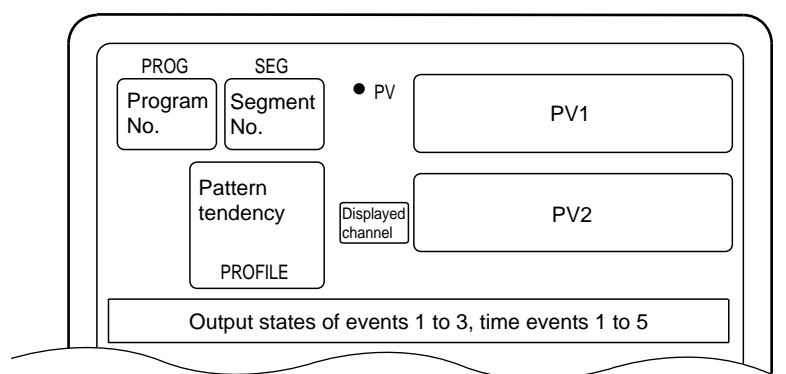 PROG
SEG
Program
No.
Segment
No.
PV
PV1
Pattern
tendency
PROFILE
Displayed
channel
PV2
Output states of events 1 to 3, time events 1 to 5